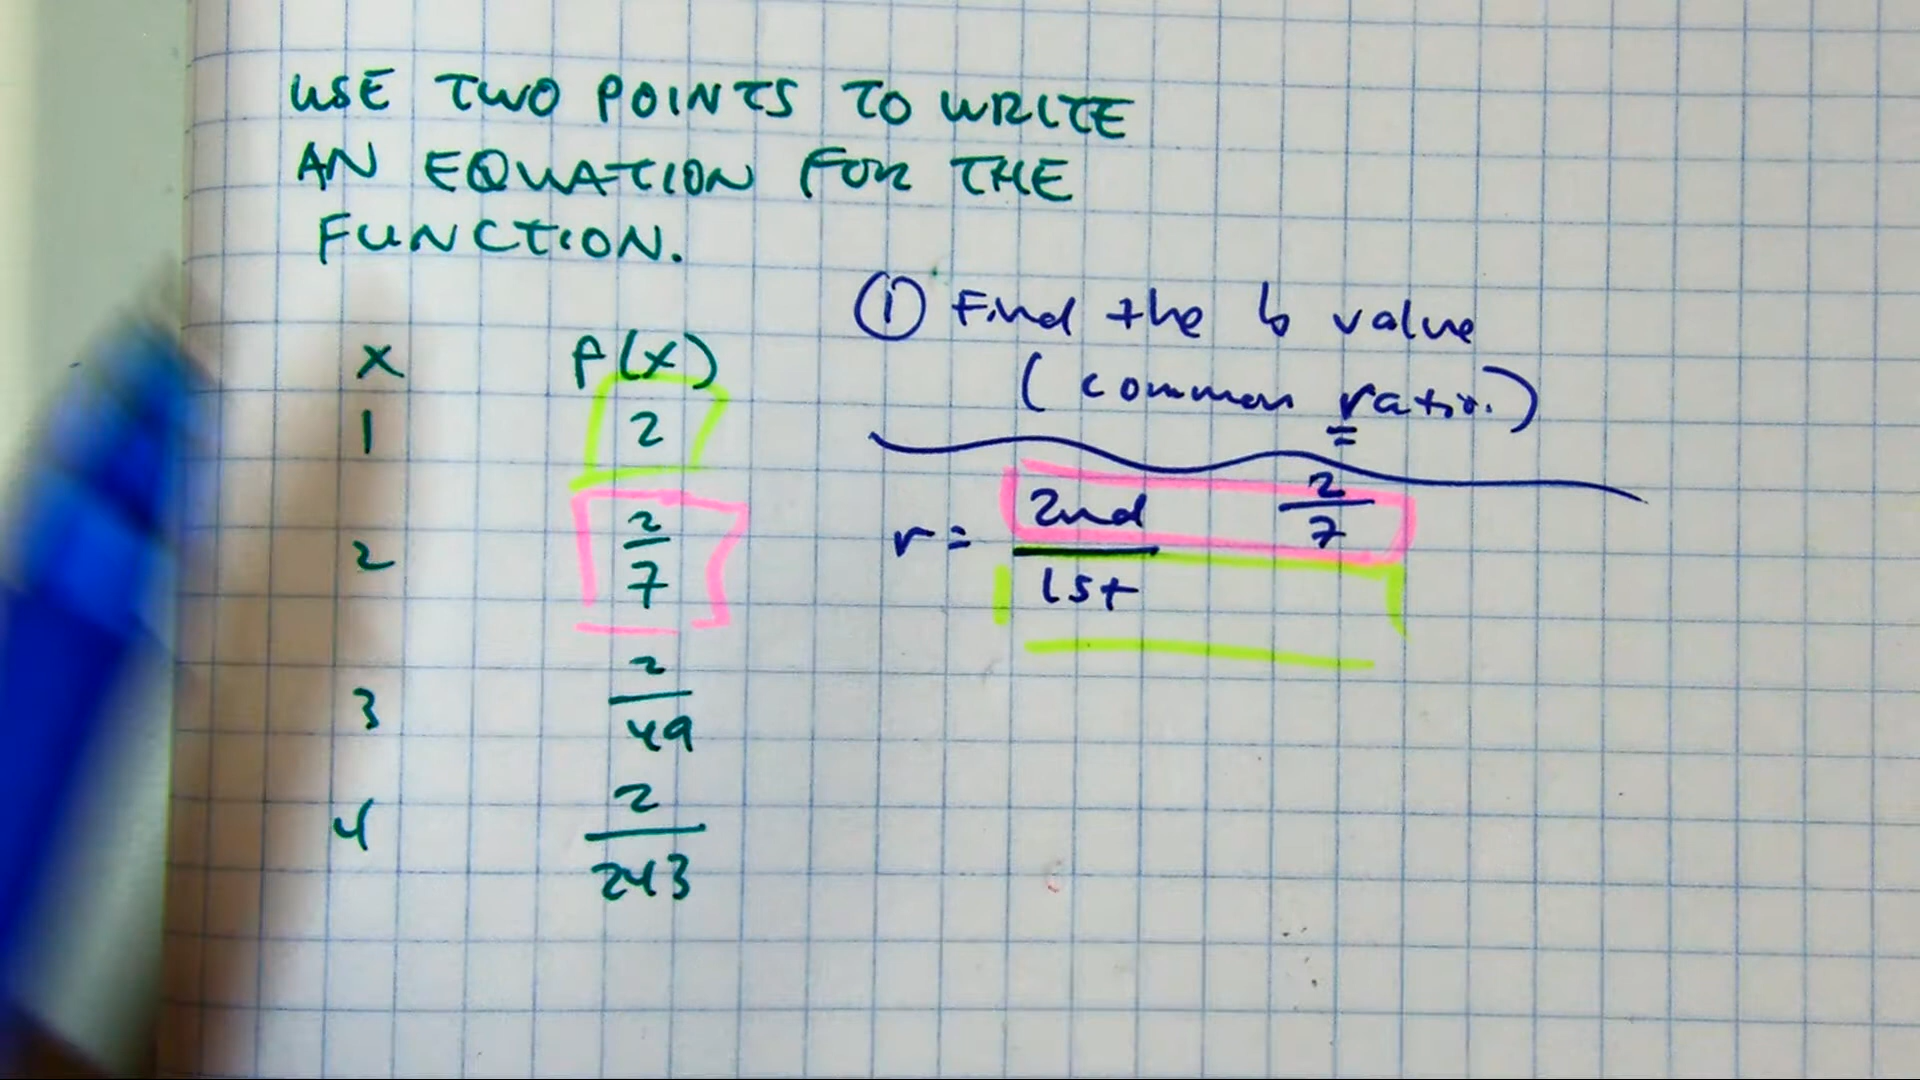 USE TWO POINTS TO WRITE
AN EQUATION FOR THE
FUNCTION.
x f(x)
1 2
2 2/7
3 2/49
4 2/243
① Find the b value
(common ratio.)
r = 2nd/1st 2/7